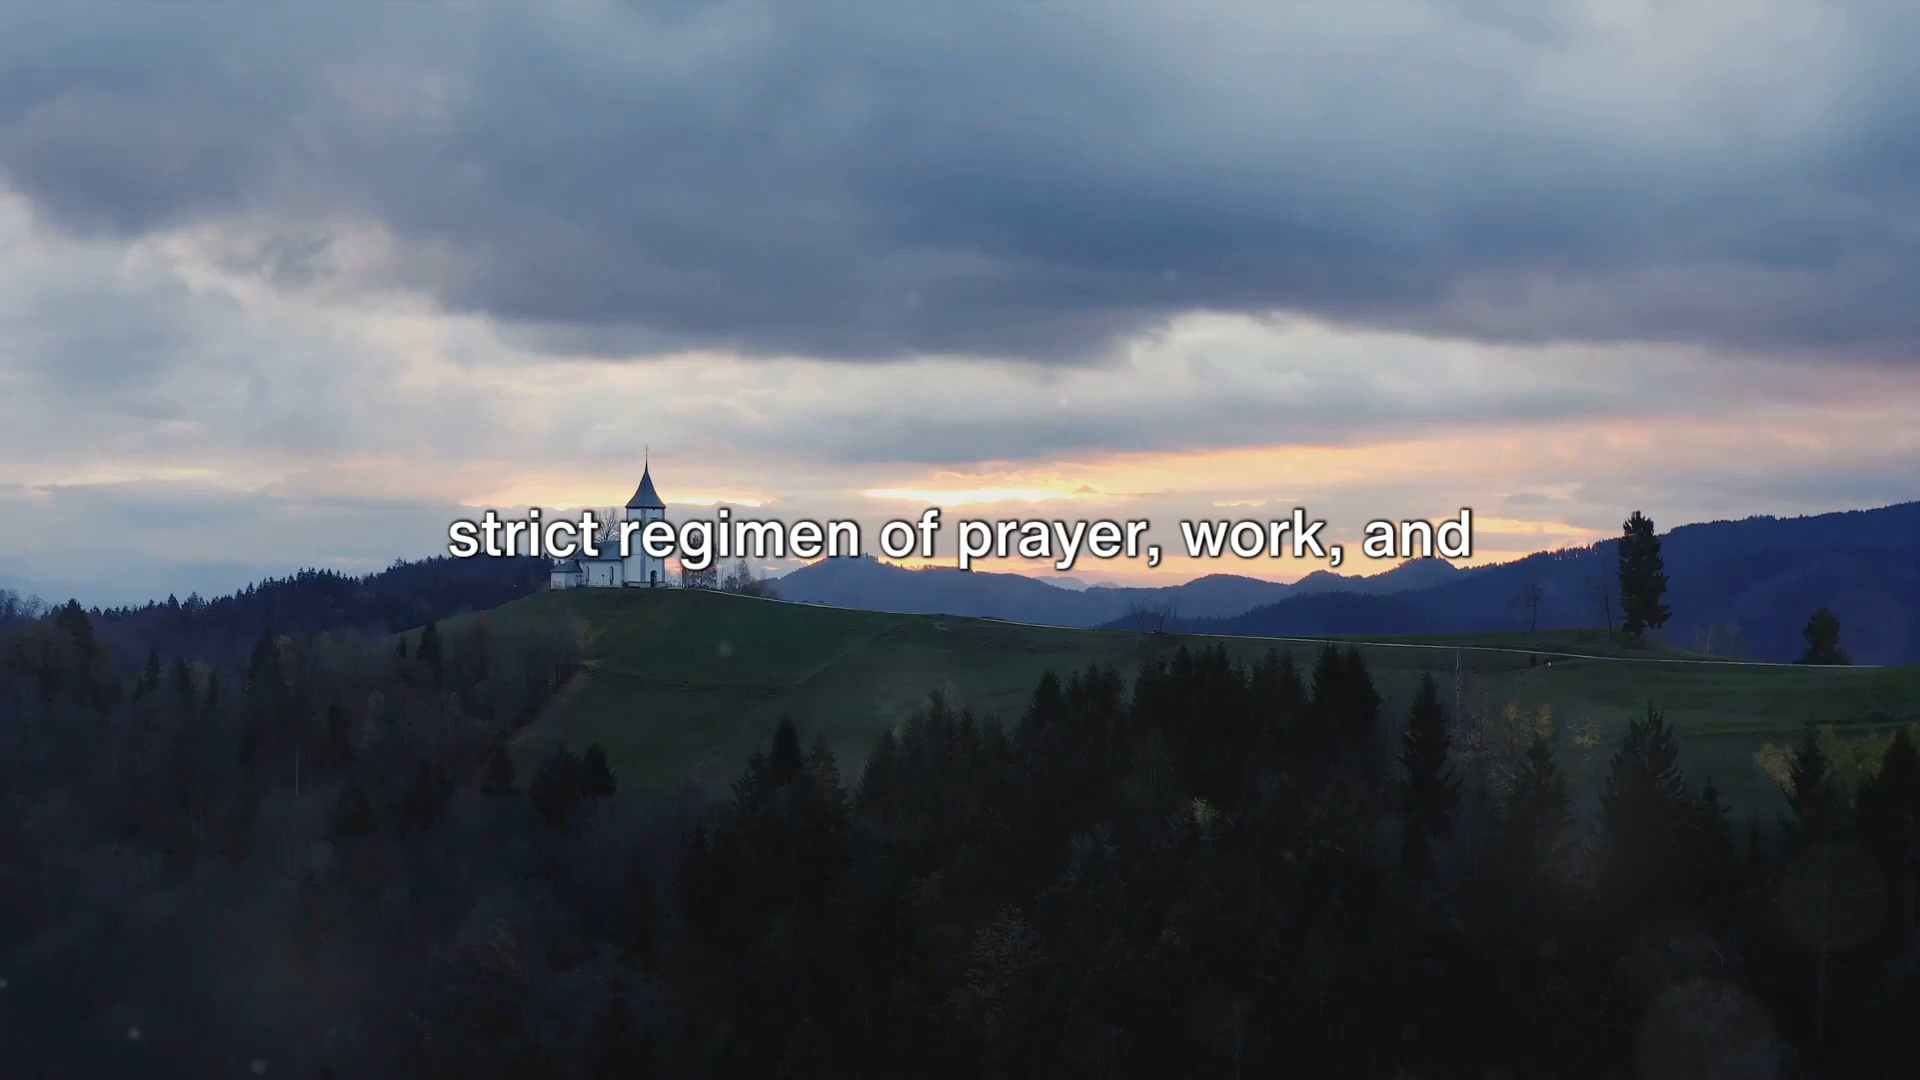 strict regimen of prayer, work, and